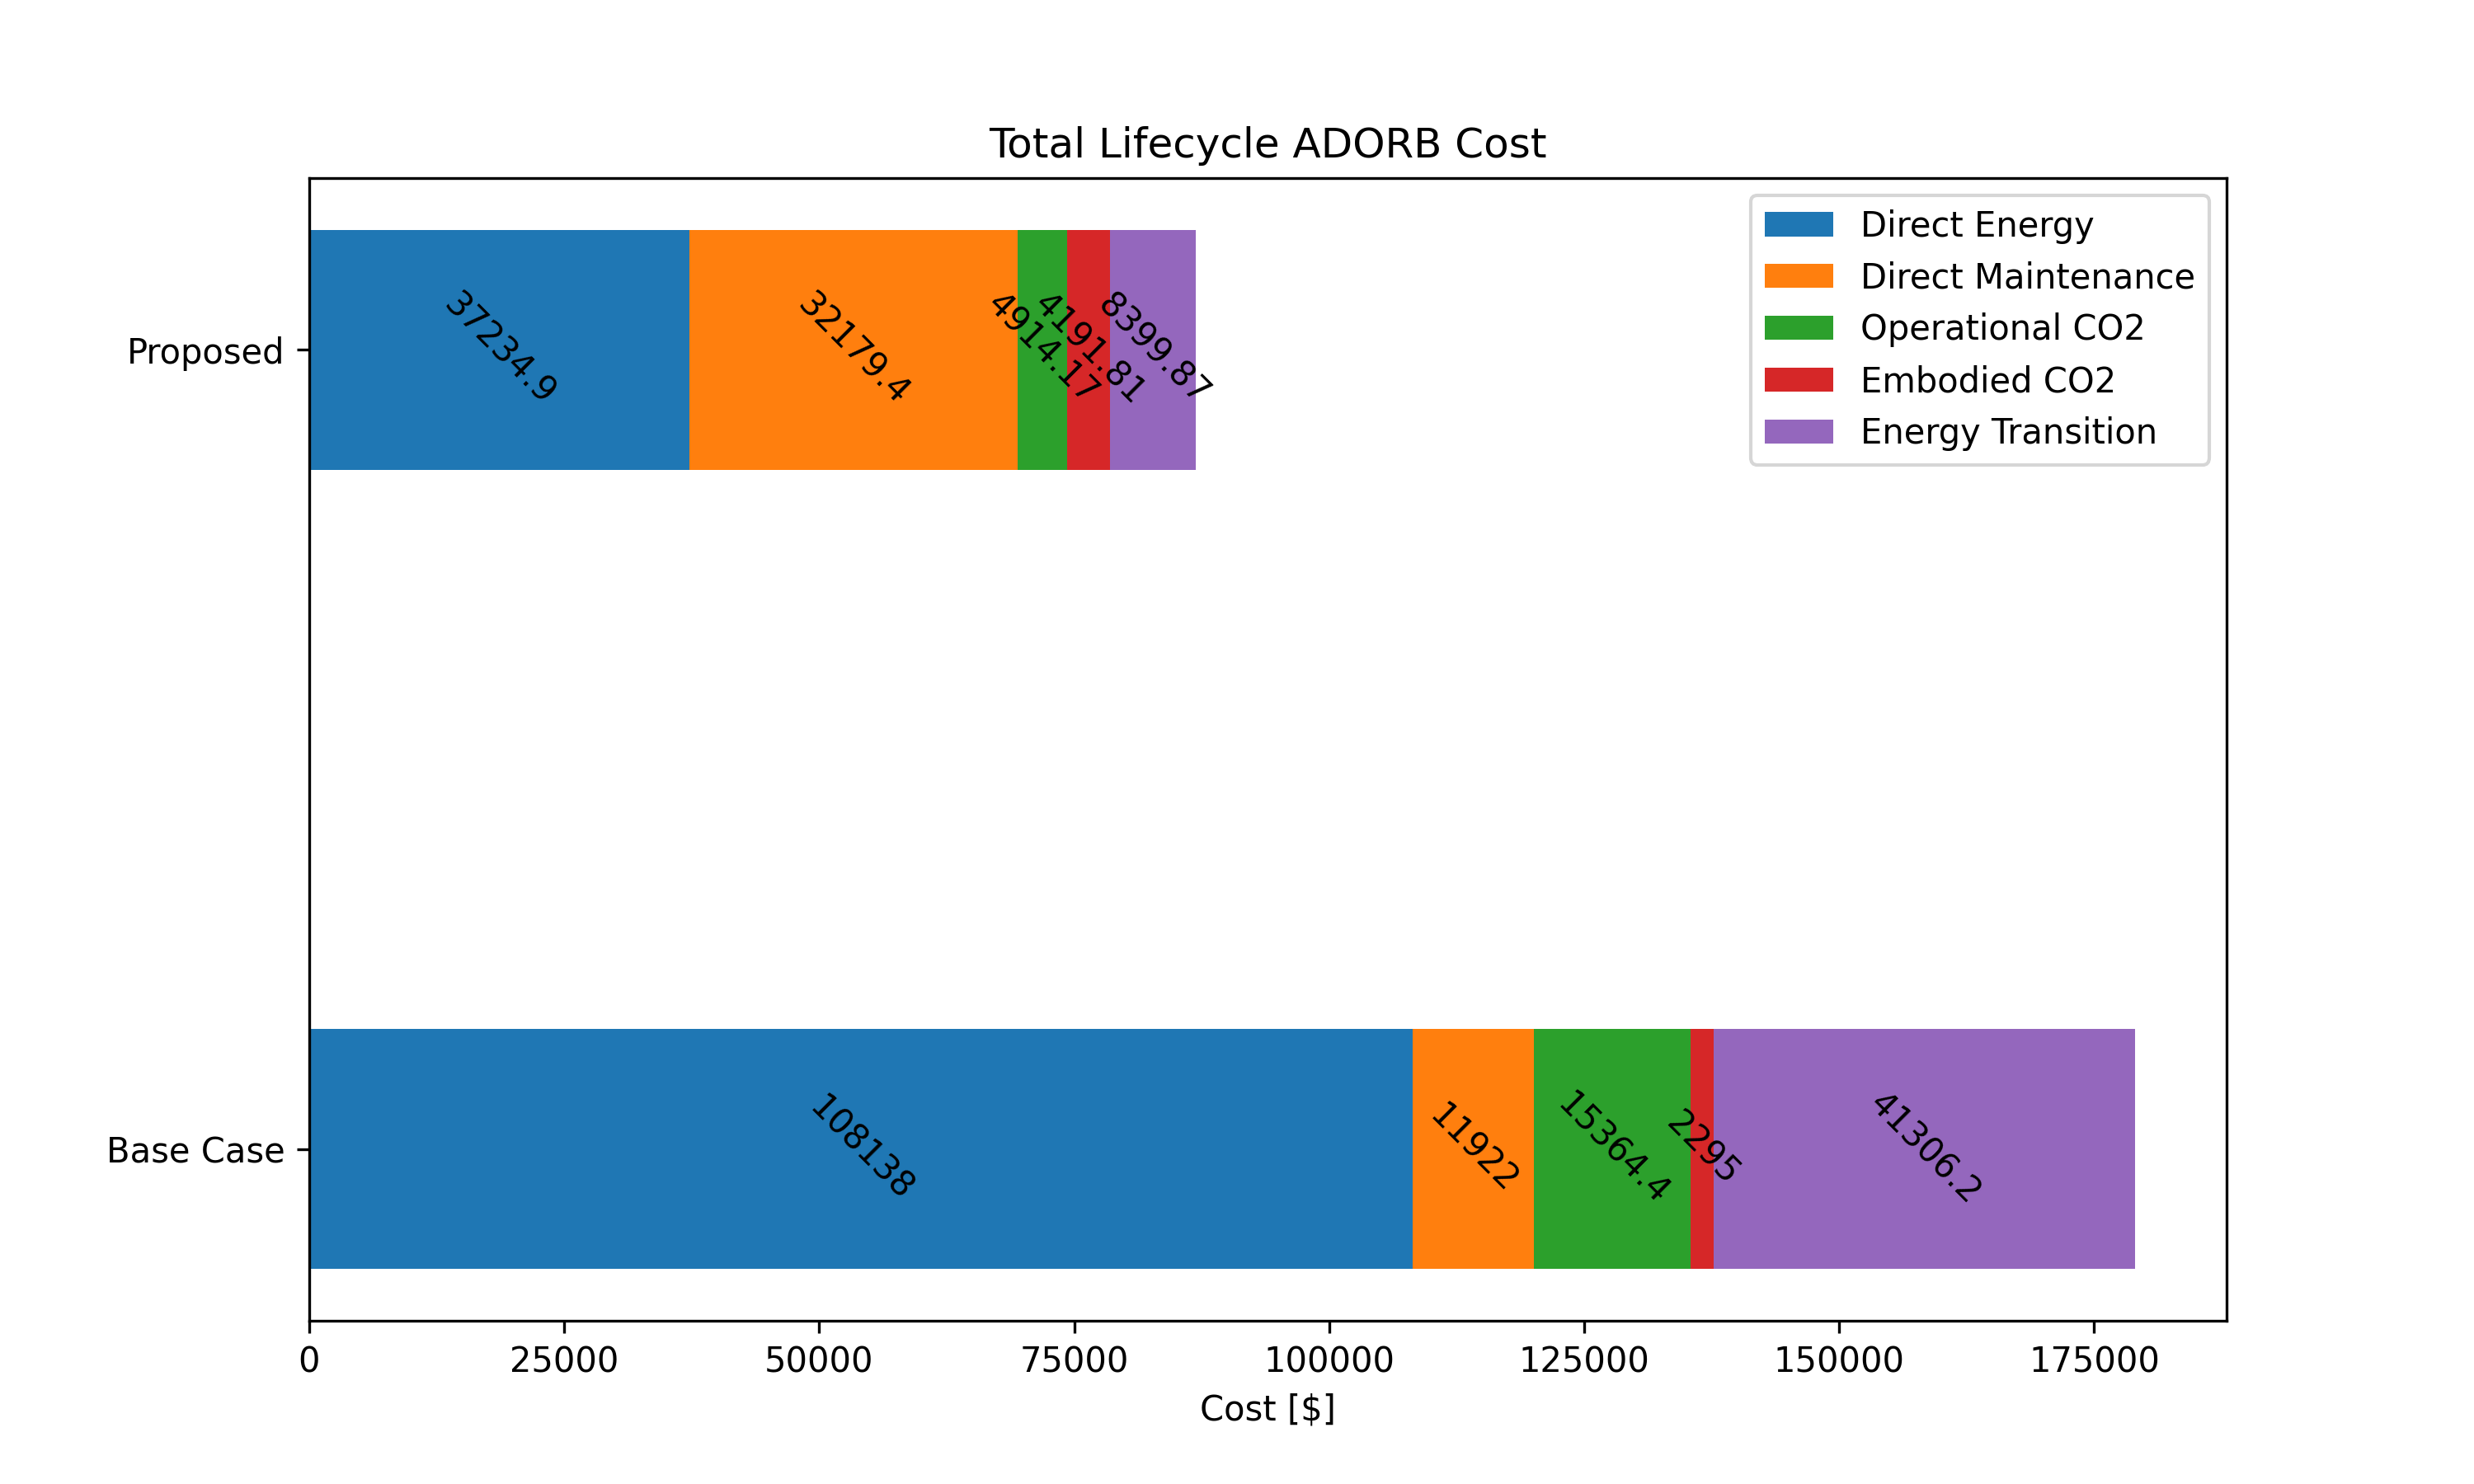 Total Lifecycle ADORB Cost
Direct Energy
Direct Maintenance
Operational CO2
Embodied CO2
Energy Transition
Proposed
37234.9
32179.4
4914.17
4191.81
8399.87
Base Case
108138
11922
15364.4
2295
41306.2
0
25000
50000
75000
100000
125000
150000
175000
Cost [$]